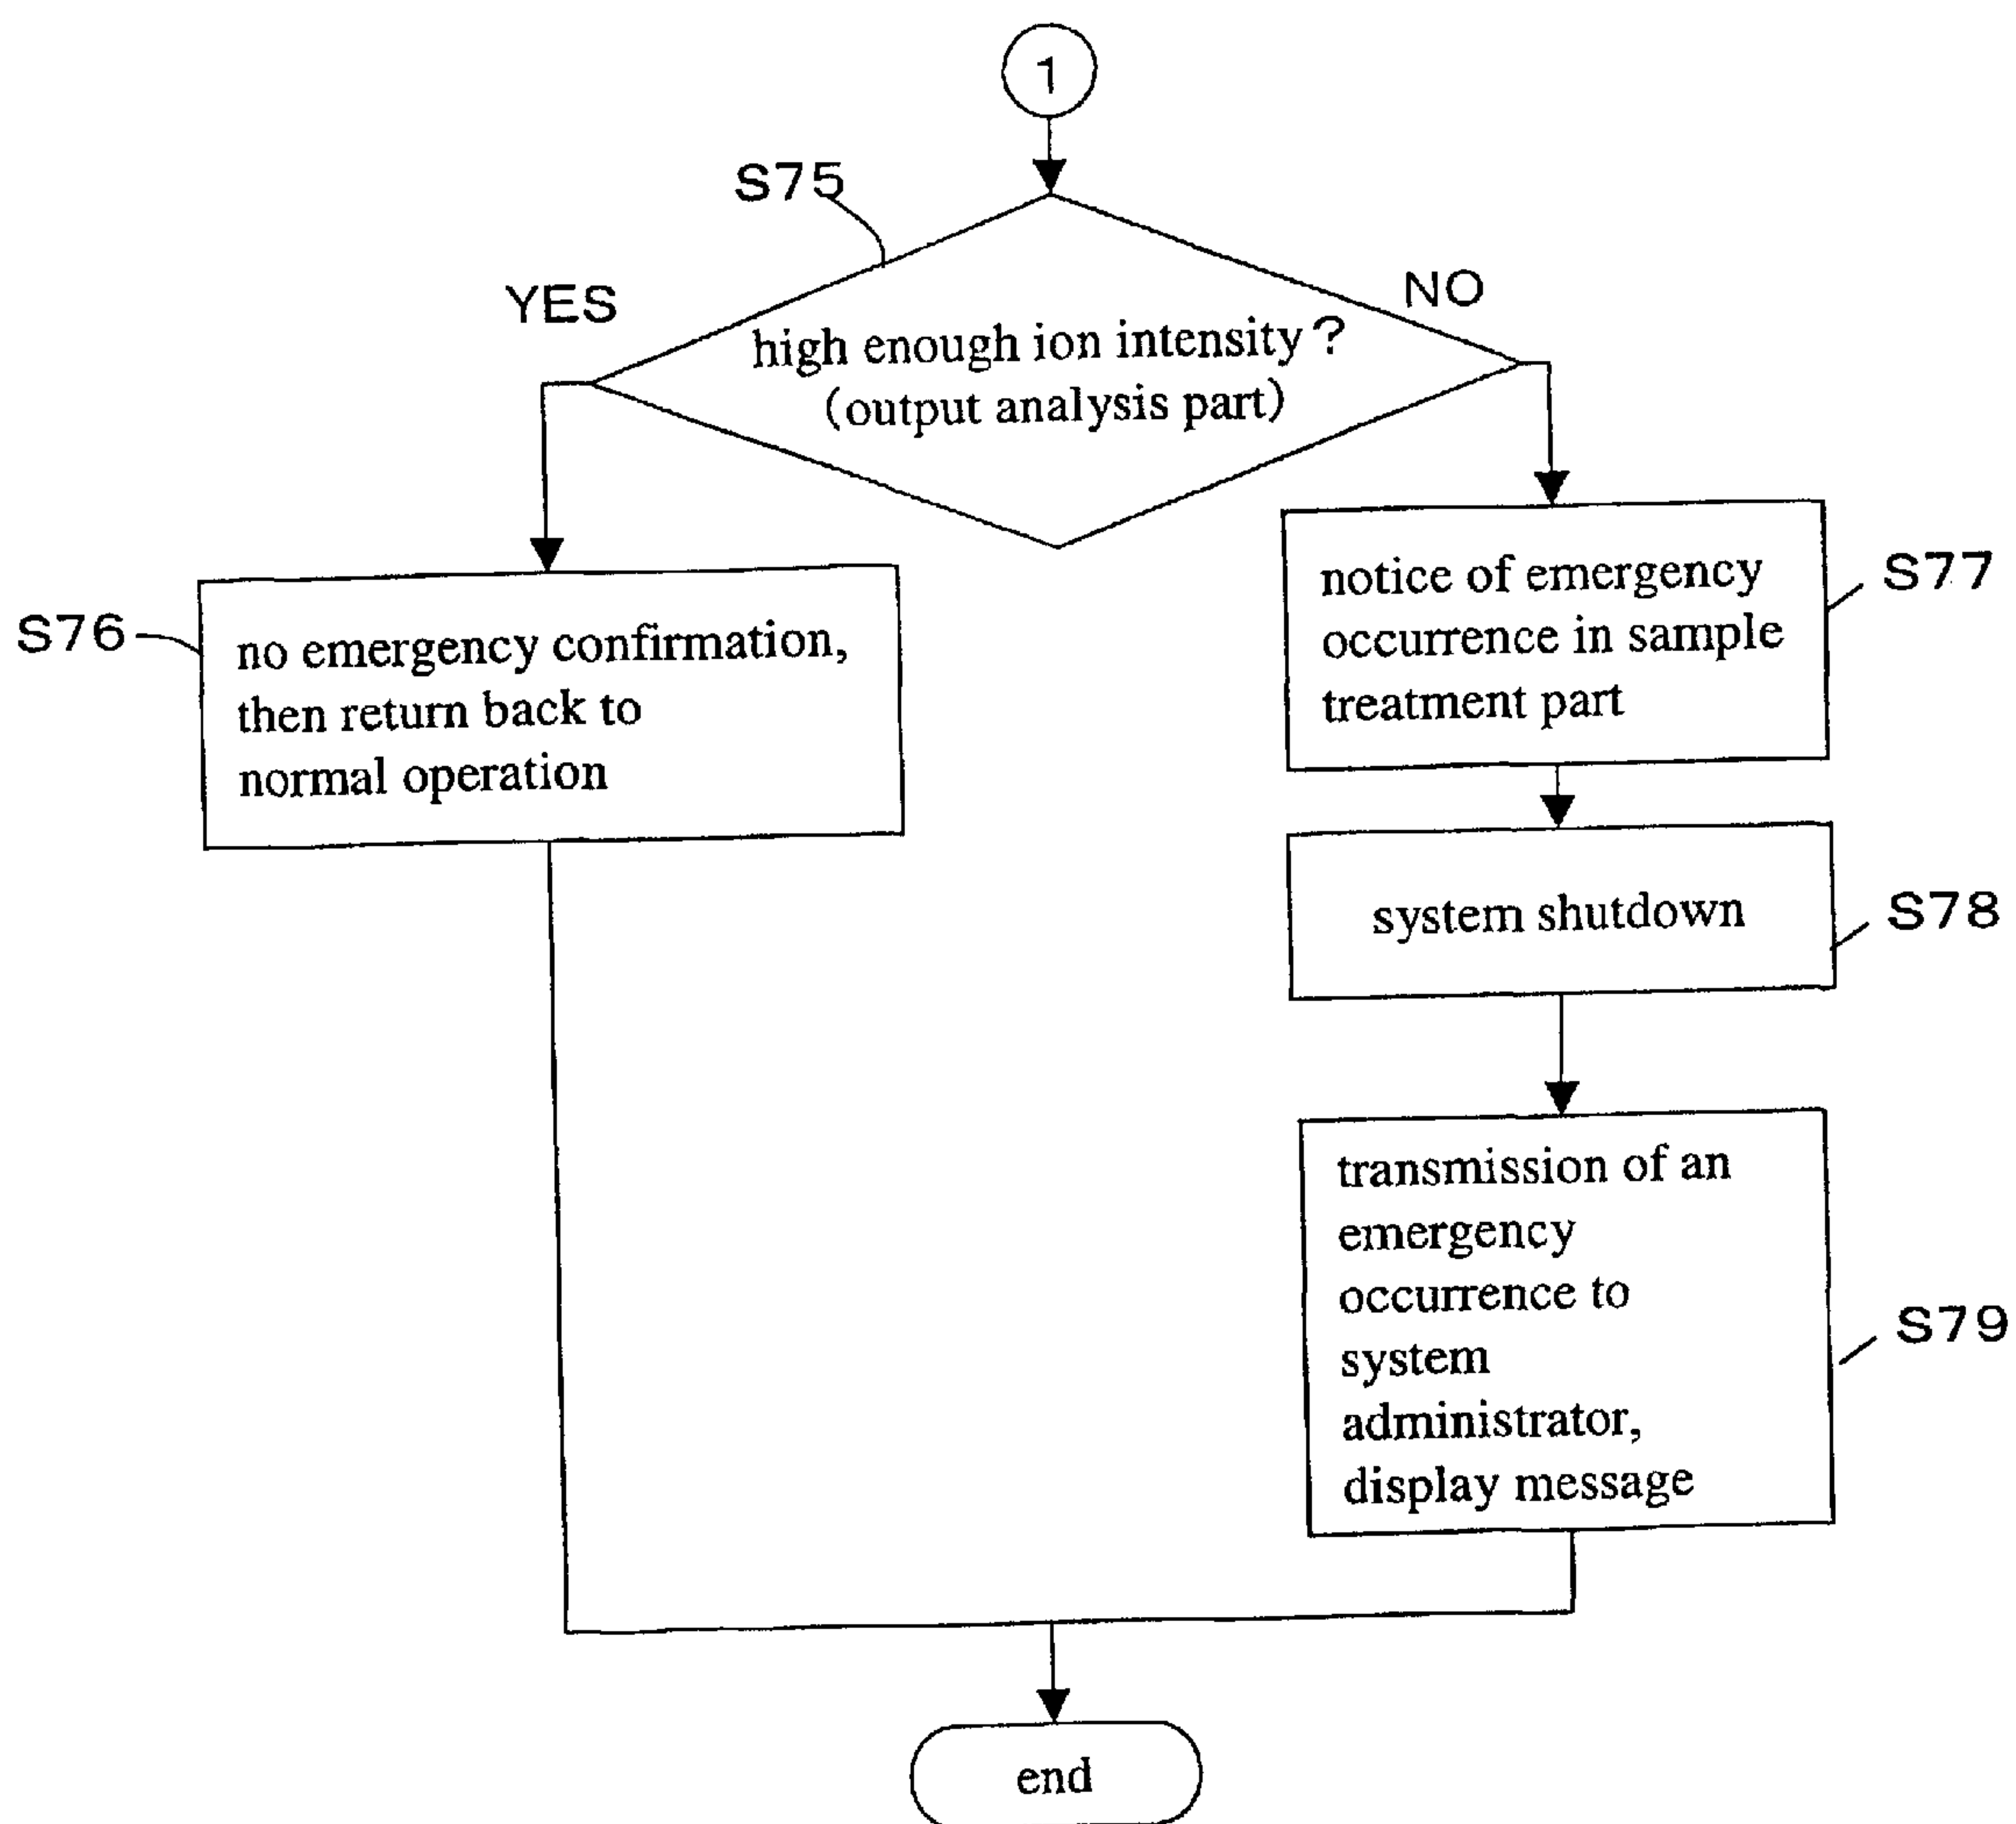 1
S75
YES
NO
high enough ion intensity?
(output analysis part)
S76
no emergency confirmation,
then return back to
normal operation
notice of emergency
occurrence in sample
treatment part
S77
system shutdown
S78
transmission of an
emergency
occurrence to
system
administrator,
display message
S79
end